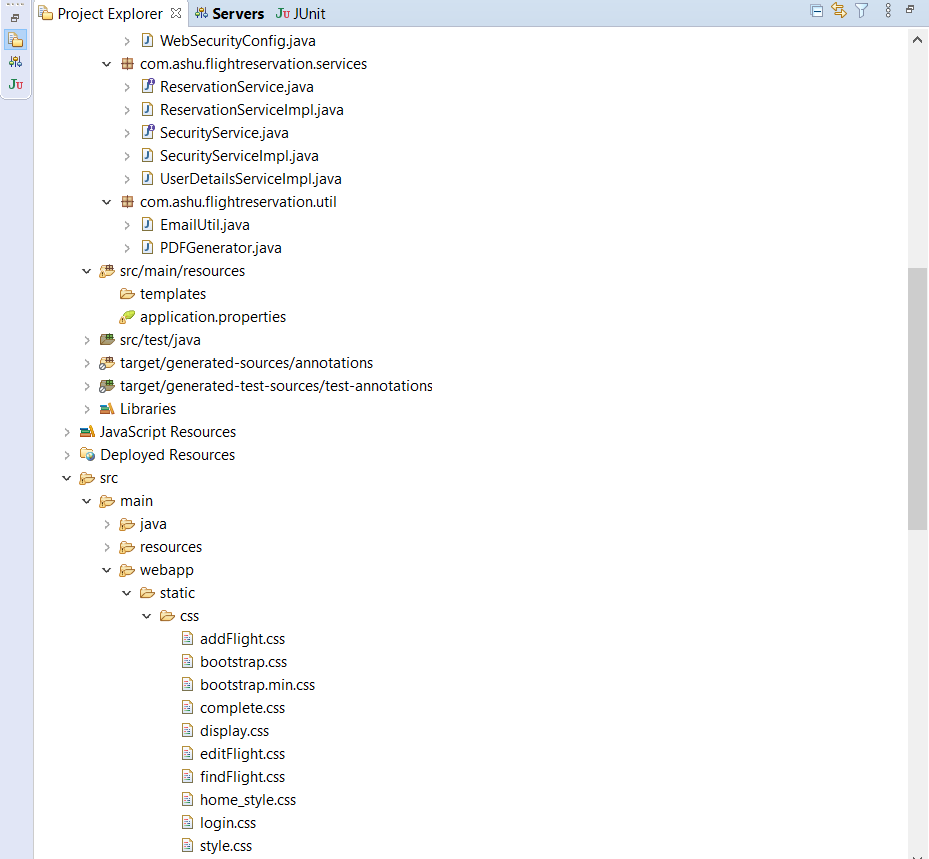 Project Explorer Servers Ju JUnit
Ju
WebSecurityConfig.java
com.ashu.flightreservation.services
ReservationService.java
ReservationServiceImpl.java
SecurityService.java
SecurityServiceImpl.java
UserDetailsServiceImpl.java
com.ashu.flightreservation.util
EmailUtil.java
PDFGenerator.java
src/main/resources
templates
application.properties
src/test/java
target/generated-sources/annotations
target/generated-test-sources/test-annotations
Libraries
JavaScript Resources
Deployed Resources
src
main
java
resources
webapp
static
css
addFlight.css
bootstrap.css
bootstrap.min.css
complete.css
display.css
editFlight.css
findFlight.css
home_style.css
login.css
style.css